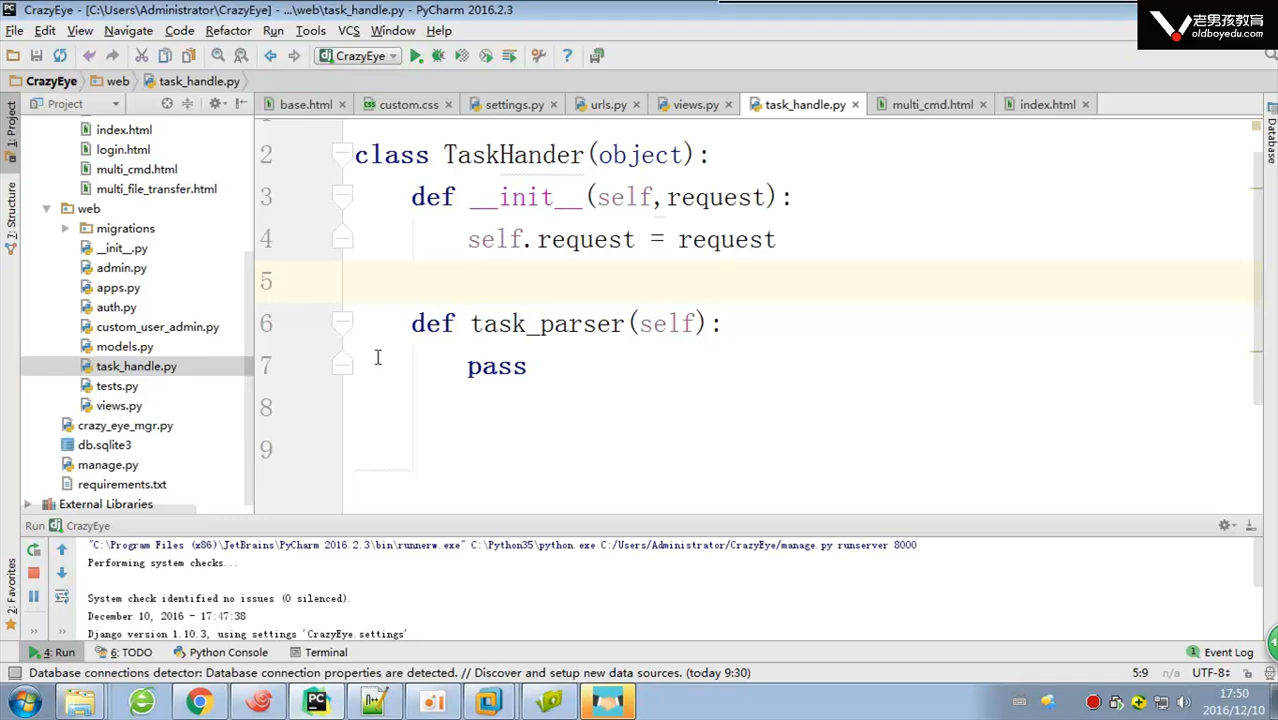 CrazyEye - [C:\Users\Administrator\CrazyEye] - ...\web\task_handle.py - PyCharm 2016.2.3
File Edit View Navigate Code Refactor Run Tools VCS Window Help
老男孩教育
oldboyedu.com
CrazyEye
CrazyEye web task_handle.py
Project
base.html custom.css settings.py urls.py views.py task_handle.py multi_cmd.html index.html
1: Project
7: Structure
2: Favorites
Database
index.html
login.html
multi_cmd.html
multi_file_transfer.html
web
migrations
__init__.py
admin.py
apps.py
auth.py
custom_user_admin.py
models.py
task_handle.py
tests.py
views.py
crazy_eye_mgr.py
db.sqlite3
manage.py
requirements.txt
External Libraries
2 class TaskHander(object):
3 def __init__(self,request):
4 self.request = request
5
6 def task_parser(self):
7 pass
8
9
Run CrazyEye
"C:\Program Files (x86)\JetBrains\PyCharm 2016.2.3\bin\runnerw.exe" C:\Python35\python.exe C:/Users/Administrator/CrazyEye/manage.py runserver 8000
Performing system checks...
System check identified no issues (0 silenced).
December 10, 2016 - 17:47:38
Django version 1.10.3, using settings 'CrazyEye.settings'
4: Run 6: TODO Python Console Terminal Event Log
Database connections detector: Database connection properties are detected. // Discover and setup new data sources. (today 9:30) 5:9 n/a UTF-8
17:50
2016/12/10